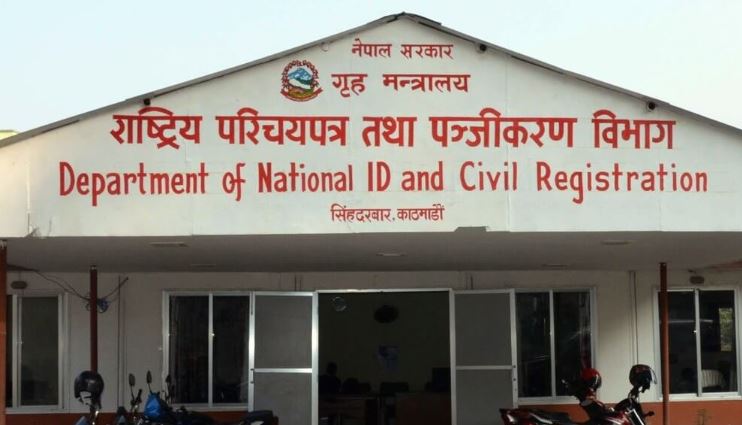 नेपाल सरकार
गृह मन्त्रालय
राष्ट्रिय परिचयपत्र तथा पञ्जीकरण विभाग
Department of National ID and Civil Registration
सिंहदरबार, काठमाडौं